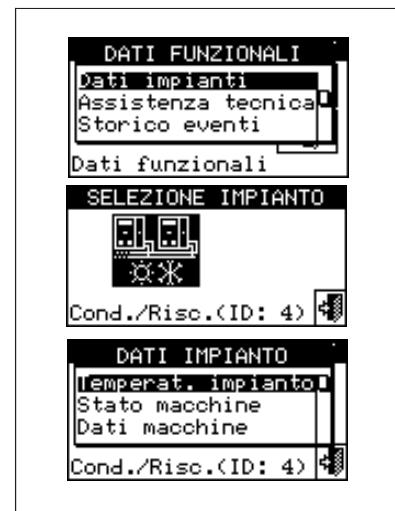 DATI FUNZIONALI
Dati impianti
Assistenza tecnica
Storico eventi
Dati funzionali
SELEZIONE IMPIANTO
Cond./Risc.(ID: 4)
DATI IMPIANTO
Temperat. impianto
Stato macchine
Dati macchine
Cond./Risc.(ID: 4)